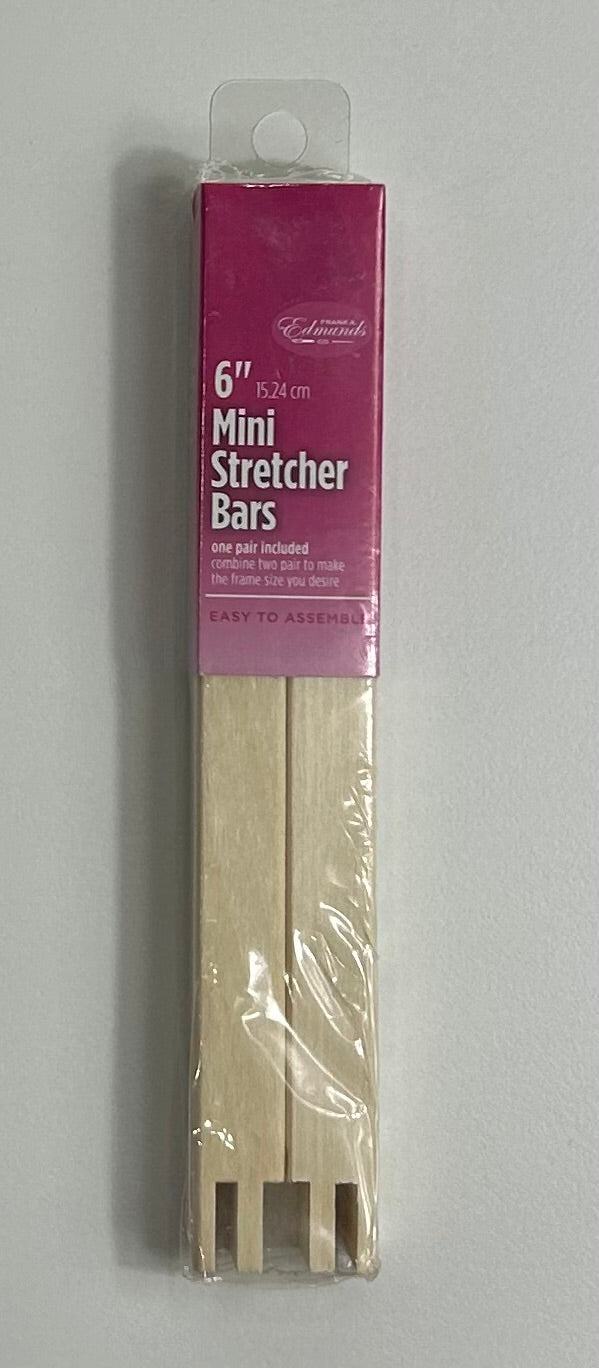 FRANK A.
Edmunds
6" 15.24 cm
Mini
Stretcher
Bars
one pair included
combine two pair to make
the frame size you desire
EASY TO ASSEMBLE